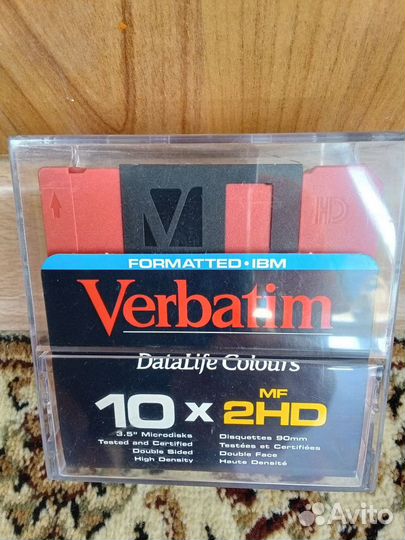 HD
FORMATTED • IBM
Verbatim
DataLife Colours
10 x MF 2HD
3.5" Microdisks
Tested and Certified
Double Sided
High Density
Disquettes 90mm
Testées et Certifiées
Double Face
Haute Densité
Avito